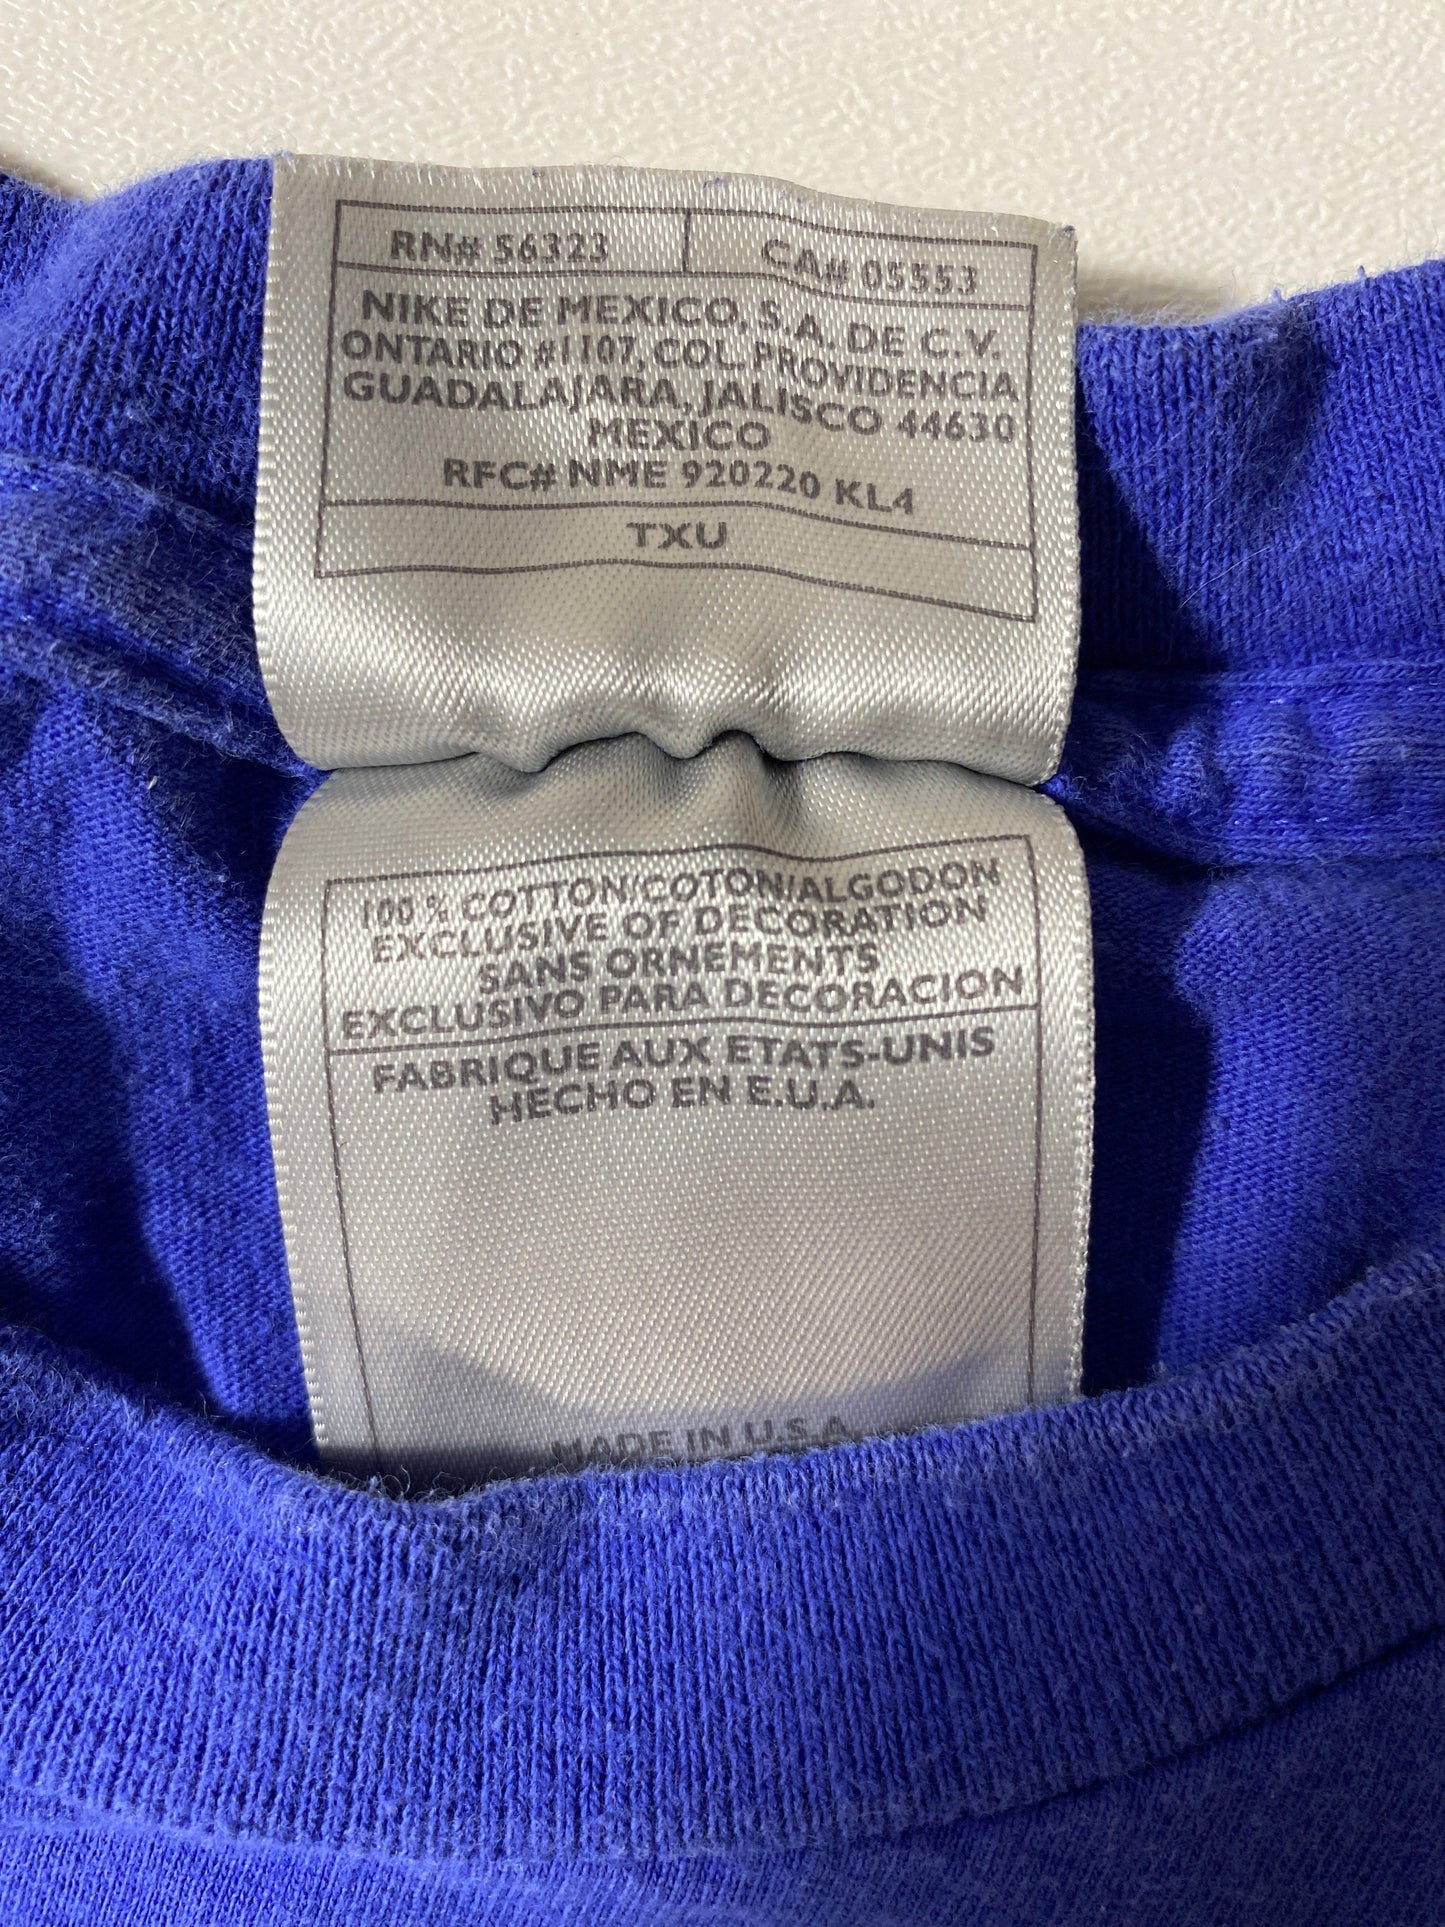 RN# 56323
CA# 05553
NIKE DE MEXICO, S.A. DE C.V.
ONTARIO #1107, COL. PROVIDENCIA
GUADALAJARA, JALISCO 44630
MEXICO
RFC# NME 920220 KL4
TXU
100 % COTTON/COTON/ALGODON
EXCLUSIVE OF DECORATION
SANS ORNEMENTS
EXCLUSIVO PARA DECORACION
FABRIQUE AUX ETATS-UNIS
HECHO EN E.U.A.
MADE IN U.S.A.